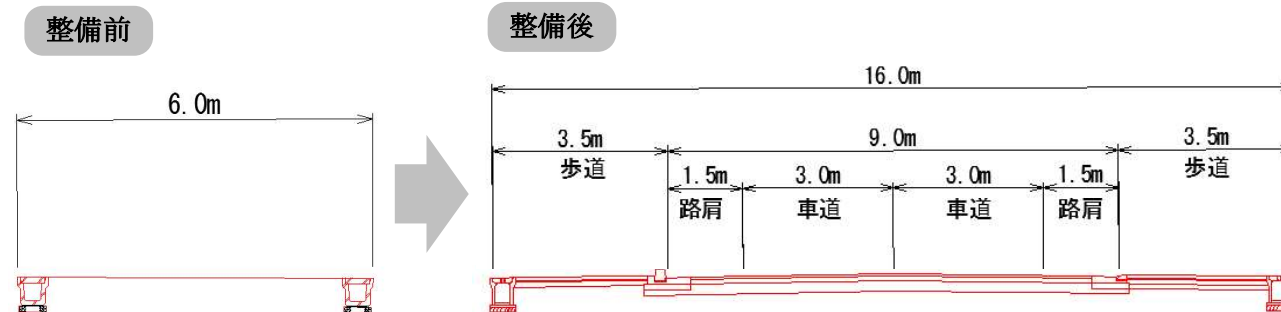 整備前
6.0m
整備後
16.0m
3.5m 9.0m 3.5m
歩道 歩道
1.5m 3.0m 3.0m 1.5m
路肩 車道 車道 路肩